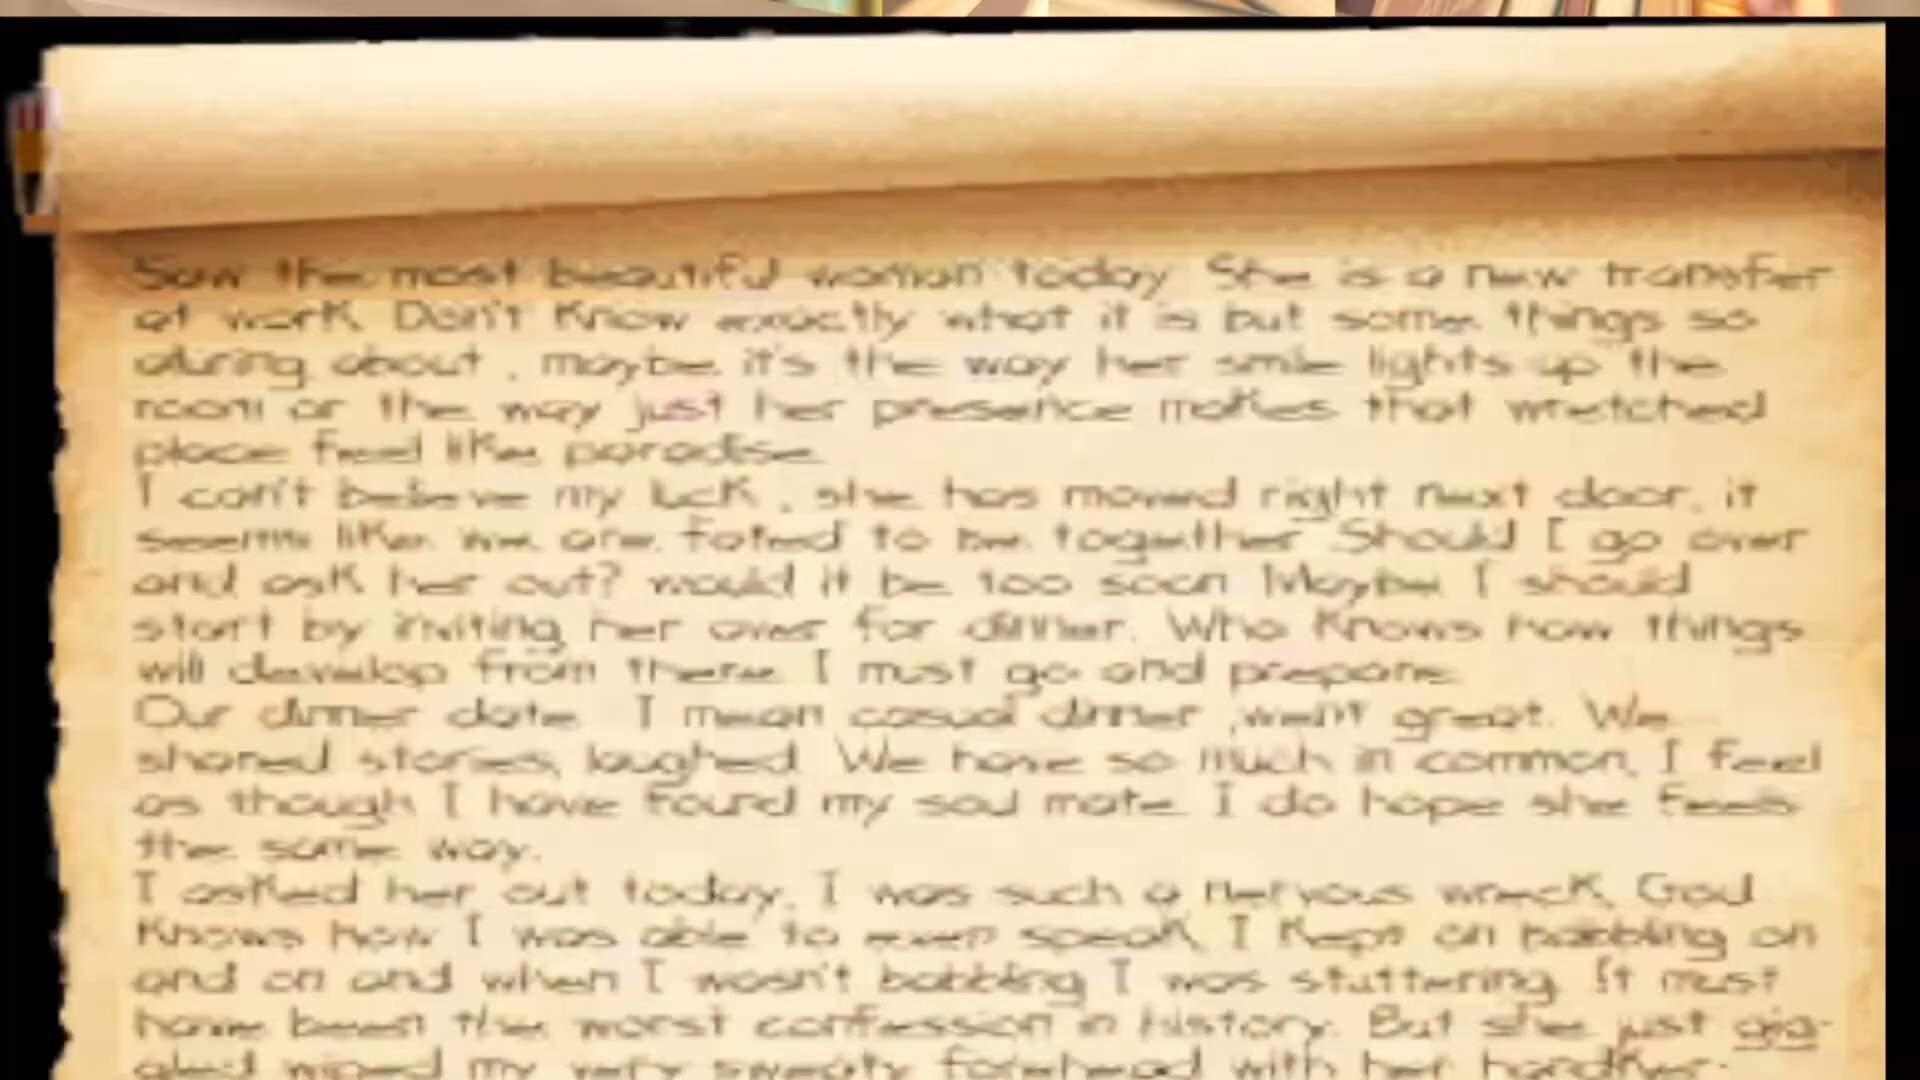 Saw the most beautiful woman today. She is a new transfer
at work. Don't Know exactly what it is but some things so
aluring about , maybe it's the way her smile lights up the
room or the way just her presence makes that wretched
place feel like paradise.
I can't believe my luck , she has moved right next door, it
seems like we are fated to be together. Should I go over
and ask her out? would it be too soon Maybe I should
start by inviting her over for dinner. Who Knows how things
will develop from there. I must go and prepare.
Our dinner date I mean casual dinner ,went great. We
shared stories, laughed. We have so much in common, I feel
as though I have found my soul mate. I do hope she feels
the same way.
I asked her out today, I was such a nervous wreck. God
Knows how I was able to even speak, I Kept on babbling on
and on and when I wasn't babbling I was stuttering. It must
have been the worst confession in history. But she just gig-
gled wiped my very sweaty forehead with her handker-